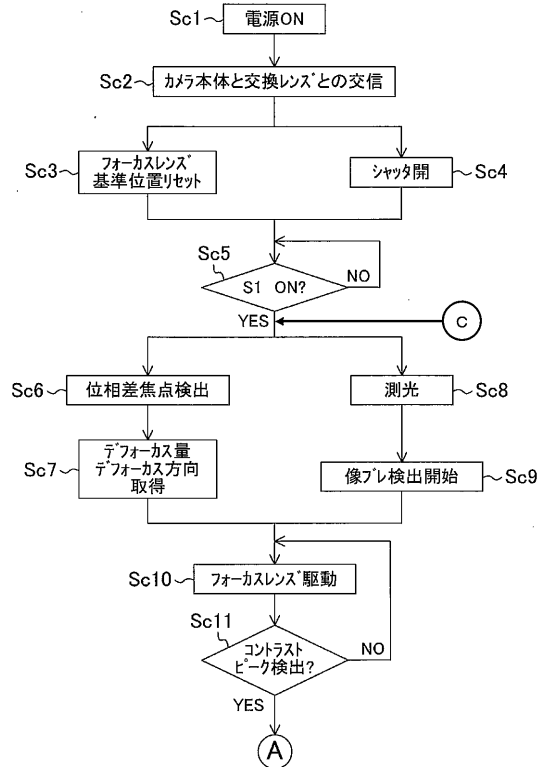 Sc1
電源ON
Sc2
カメラ本体と交換レンズとの交信
Sc3
フォーカスレンズ
基準位置リセット
シャッタ開
Sc4
Sc5
S1 ON?
NO
YES
C
Sc6
位相差焦点検出
測光
Sc8
Sc7
デフォーカス量
デフォーカス方向
取得
像ブレ検出開始
Sc9
Sc10
フォーカスレンズ駆動
Sc11
コントラスト
ピーク検出?
NO
YES
A